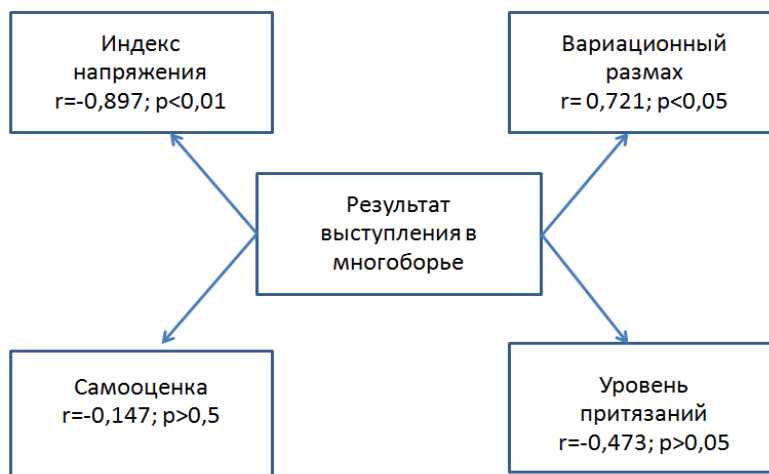 Индекс
напряжения
r=-0,897; p<0,01
Вариационный
размах
r= 0,721; p<0,05
Результат
выступления в
многоборье
Самооценка
r=-0,147; p>0,5
Уровень
притязаний
r=-0,473; p>0,05